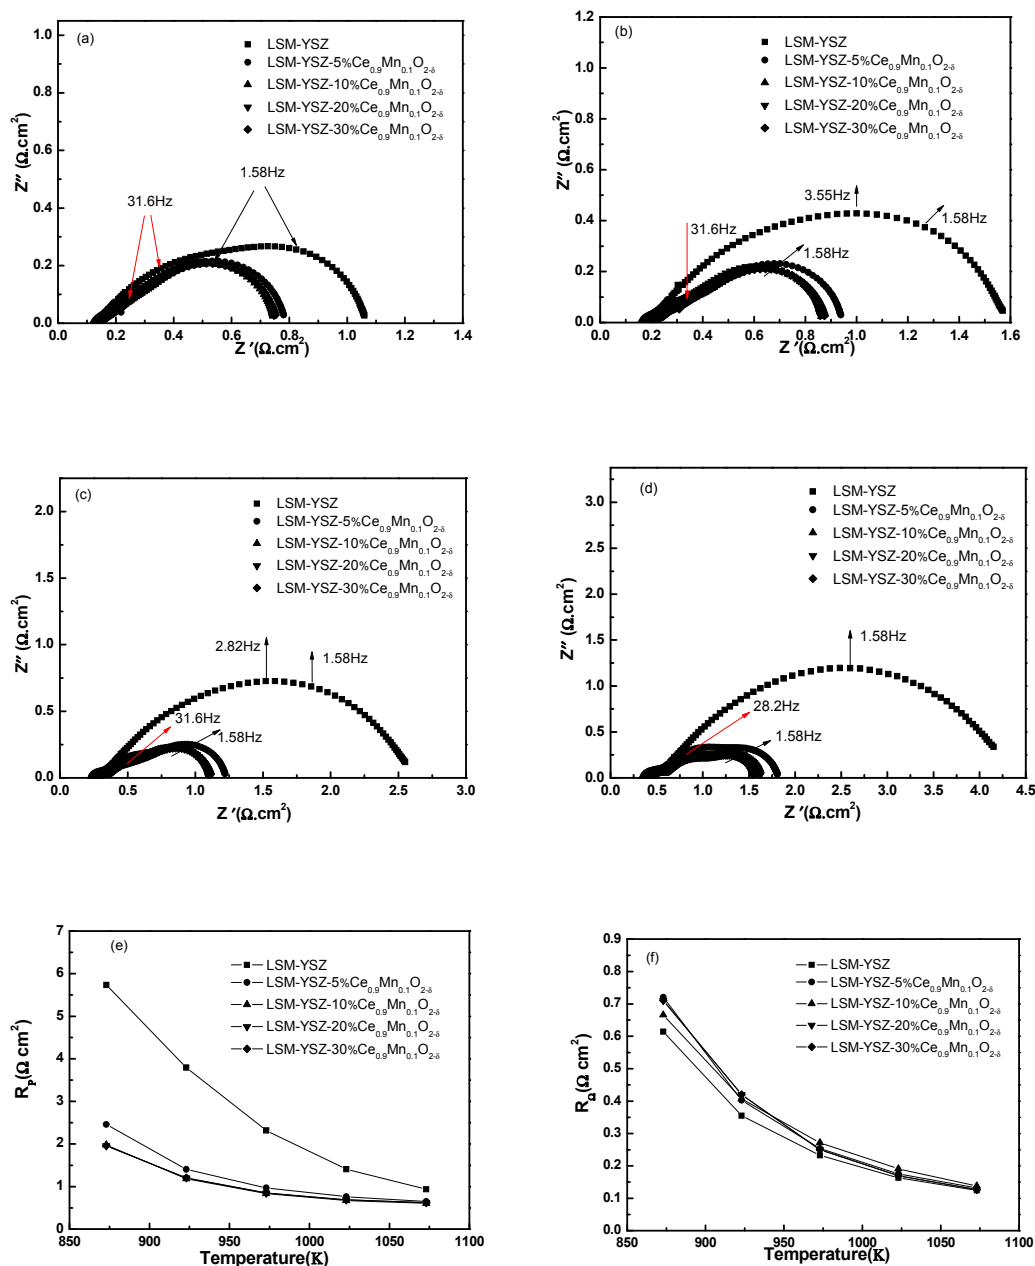 (a)
LSM-YSZ
LSM-YSZ-5%Ce0.9Mn0.1O2-δ
LSM-YSZ-10%Ce0.9Mn0.1O2-δ
LSM-YSZ-20%Ce0.9Mn0.1O2-δ
LSM-YSZ-30%Ce0.9Mn0.1O2-δ
1.58Hz
31.6Hz
Z″ (Ω.cm²)
1.0
0.8
0.6
0.4
0.2
0.0
0.0 0.2 0.4 0.6 0.8 1.0 1.2 1.4
Z ′(Ω.cm²)
(b)
LSM-YSZ
LSM-YSZ-5%Ce0.9Mn0.1O2-δ
LSM-YSZ-10%Ce0.9Mn0.1O2-δ
LSM-YSZ-20%Ce0.9Mn0.1O2-δ
LSM-YSZ-30%Ce0.9Mn0.1O2-δ
3.55Hz
1.58Hz
31.6Hz
1.58Hz
Z″ (Ω.cm²)
1.2
1.0
0.8
0.6
0.4
0.2
0.0
0.0 0.2 0.4 0.6 0.8 1.0 1.2 1.4 1.6
Z ′(Ω.cm²)
(c)
LSM-YSZ
LSM-YSZ-5%Ce0.9Mn0.1O2-δ
LSM-YSZ-10%Ce0.9Mn0.1O2-δ
LSM-YSZ-20%Ce0.9Mn0.1O2-δ
LSM-YSZ-30%Ce0.9Mn0.1O2-δ
2.82Hz
1.58Hz
31.6Hz
1.58Hz
Z″ (Ω.cm²)
2.0
1.5
1.0
0.5
0.0
0.0 0.5 1.0 1.5 2.0 2.5 3.0
Z ′(Ω.cm²)
(d)
LSM-YSZ
LSM-YSZ-5%Ce0.9Mn0.1O2-δ
LSM-YSZ-10%Ce0.9Mn0.1O2-δ
LSM-YSZ-20%Ce0.9Mn0.1O2-δ
LSM-YSZ-30%Ce0.9Mn0.1O2-δ
1.58Hz
28.2Hz
1.58Hz
Z″ (Ω.cm²)
3.0
2.5
2.0
1.5
1.0
0.5
0.0
0.0 0.5 1.0 1.5 2.0 2.5 3.0 3.5 4.0 4.5
Z ′(Ω.cm²)
(e)
LSM-YSZ
LSM-YSZ-5%Ce0.9Mn0.1O2-δ
LSM-YSZ-10%Ce0.9Mn0.1O2-δ
LSM-YSZ-20%Ce0.9Mn0.1O2-δ
LSM-YSZ-30%Ce0.9Mn0.1O2-δ
RP(Ω cm²)
7
6
5
4
3
2
1
0
850 900 950 1000 1050 1100
Temperature(K)
(f)
LSM-YSZ
LSM-YSZ-5%Ce0.9Mn0.1O2-δ
LSM-YSZ-10%Ce0.9Mn0.1O2-δ
LSM-YSZ-20%Ce0.9Mn0.1O2-δ
LSM-YSZ-30%Ce0.9Mn0.1O2-δ
RΩ(Ω cm²)
0.9
0.8
0.7
0.6
0.5
0.4
0.3
0.2
0.1
0.0
850 900 950 1000 1050 1100
Temperature(K)